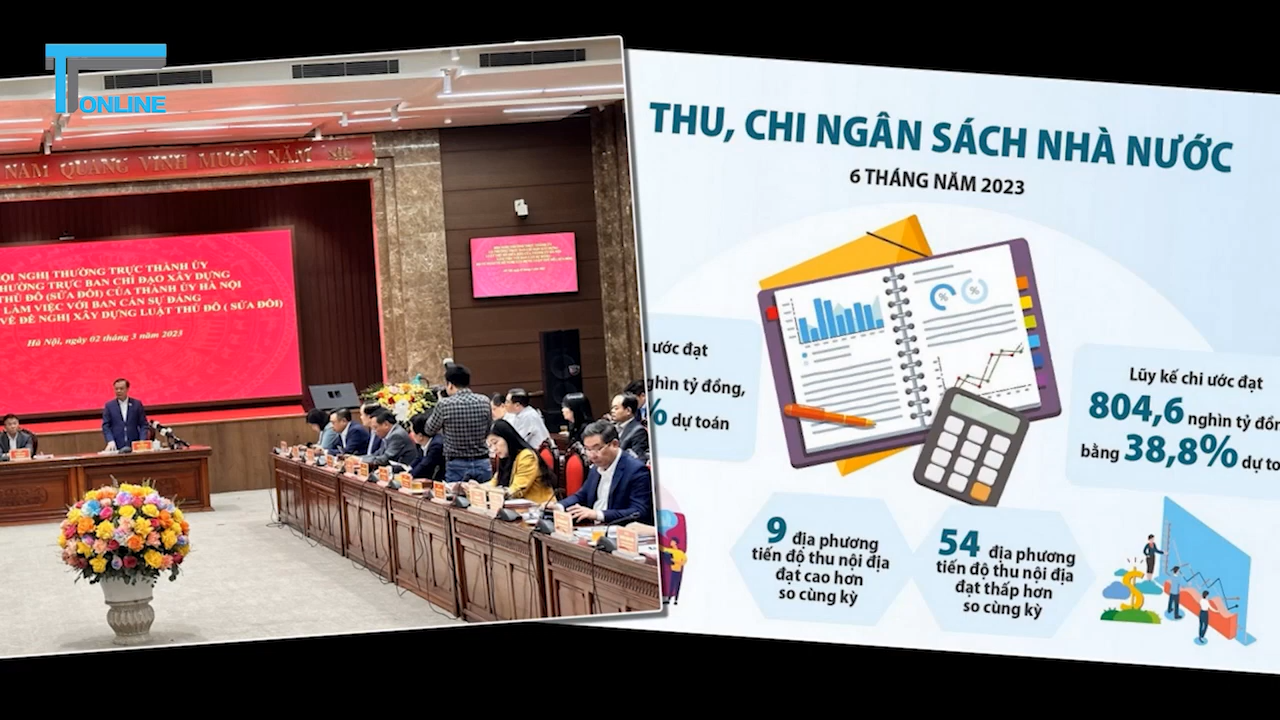 ONLINE
NĂM QUANG VINH MUÔN NĂM
HỘI NGHỊ THƯỜNG TRỰC THÀNH ỦY
THƯỜNG TRỰC BAN CHỈ ĐẠO XÂY DỰNG
THỦ ĐÔ (SỬA ĐỔI) CỦA THÀNH ỦY HÀ NỘI
LÀM VIỆC VỚI BAN CÁN SỰ ĐẢNG
VỀ ĐỀ NGHỊ XÂY DỰNG LUẬT THỦ ĐÔ ( SỬA ĐỔI)
Hà Nội, ngày 02 tháng 3 năm 2023
THU, CHI NGÂN SÁCH NHÀ NƯỚC
6 THÁNG NĂM 2023
ước đạt
nghìn tỷ đồng,
% dự toán
Lũy kế chi ước đạt
804,6 nghìn tỷ đồn
bằng 38,8% dự to
9 địa phương
tiến độ thu nội địa
đạt cao hơn
so cùng kỳ
54 địa phương
tiến độ thu nội địa
đạt thấp hơn
so cùng kỳ